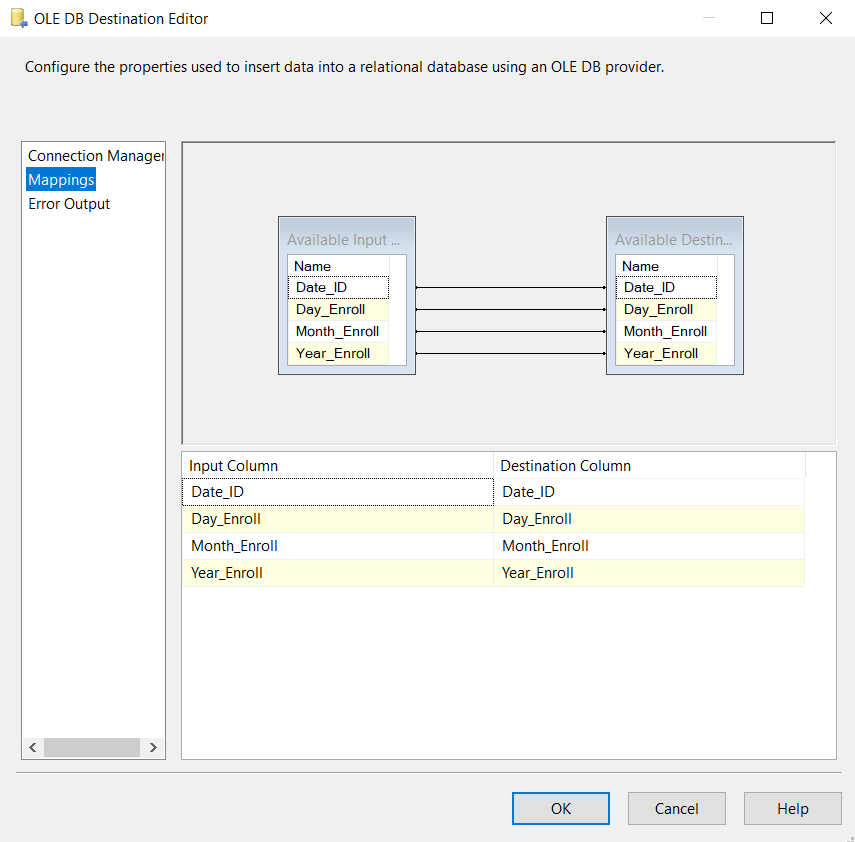 OLE DB Destination Editor
Configure the properties used to insert data into a relational database using an OLE DB provider.
Connection Manager
Mappings
Error Output
Available Input ...
Name
Date_ID
Day_Enroll
Month_Enroll
Year_Enroll
Available Destin...
Name
Date_ID
Day_Enroll
Month_Enroll
Year_Enroll
Input Column Destination Column
Date_ID Date_ID
Day_Enroll Day_Enroll
Month_Enroll Month_Enroll
Year_Enroll Year_Enroll
OK Cancel Help